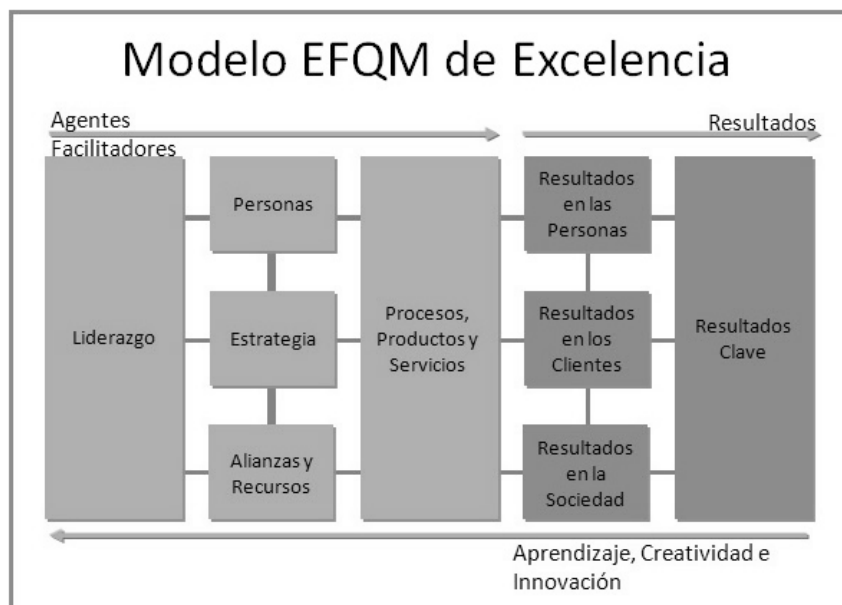 Modelo EFQM de Excelencia
Agentes
Facilitadores
Resultados
Liderazgo
Personas
Estrategia
Alianzas y
Recursos
Procesos,
Productos y
Servicios
Resultados
en las
Personas
Resultados
en los
Clientes
Resultados
en la
Sociedad
Resultados
Clave
Aprendizaje, Creatividad e
Innovación